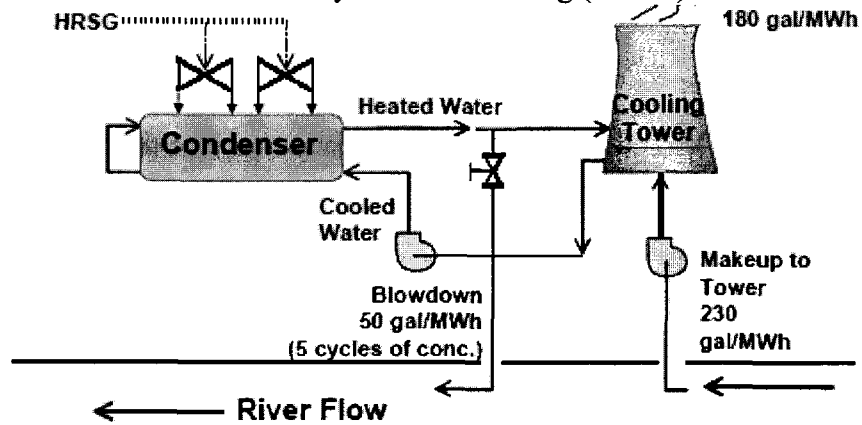 180 gal/MWh
HRSG
Heated Water
Cooling
Tower
Condenser
Cooled
Water
Makeup to
Tower
230
gal/MWh
Blowdown
50 gal/MWh
(5 cycles of conc.)
River Flow